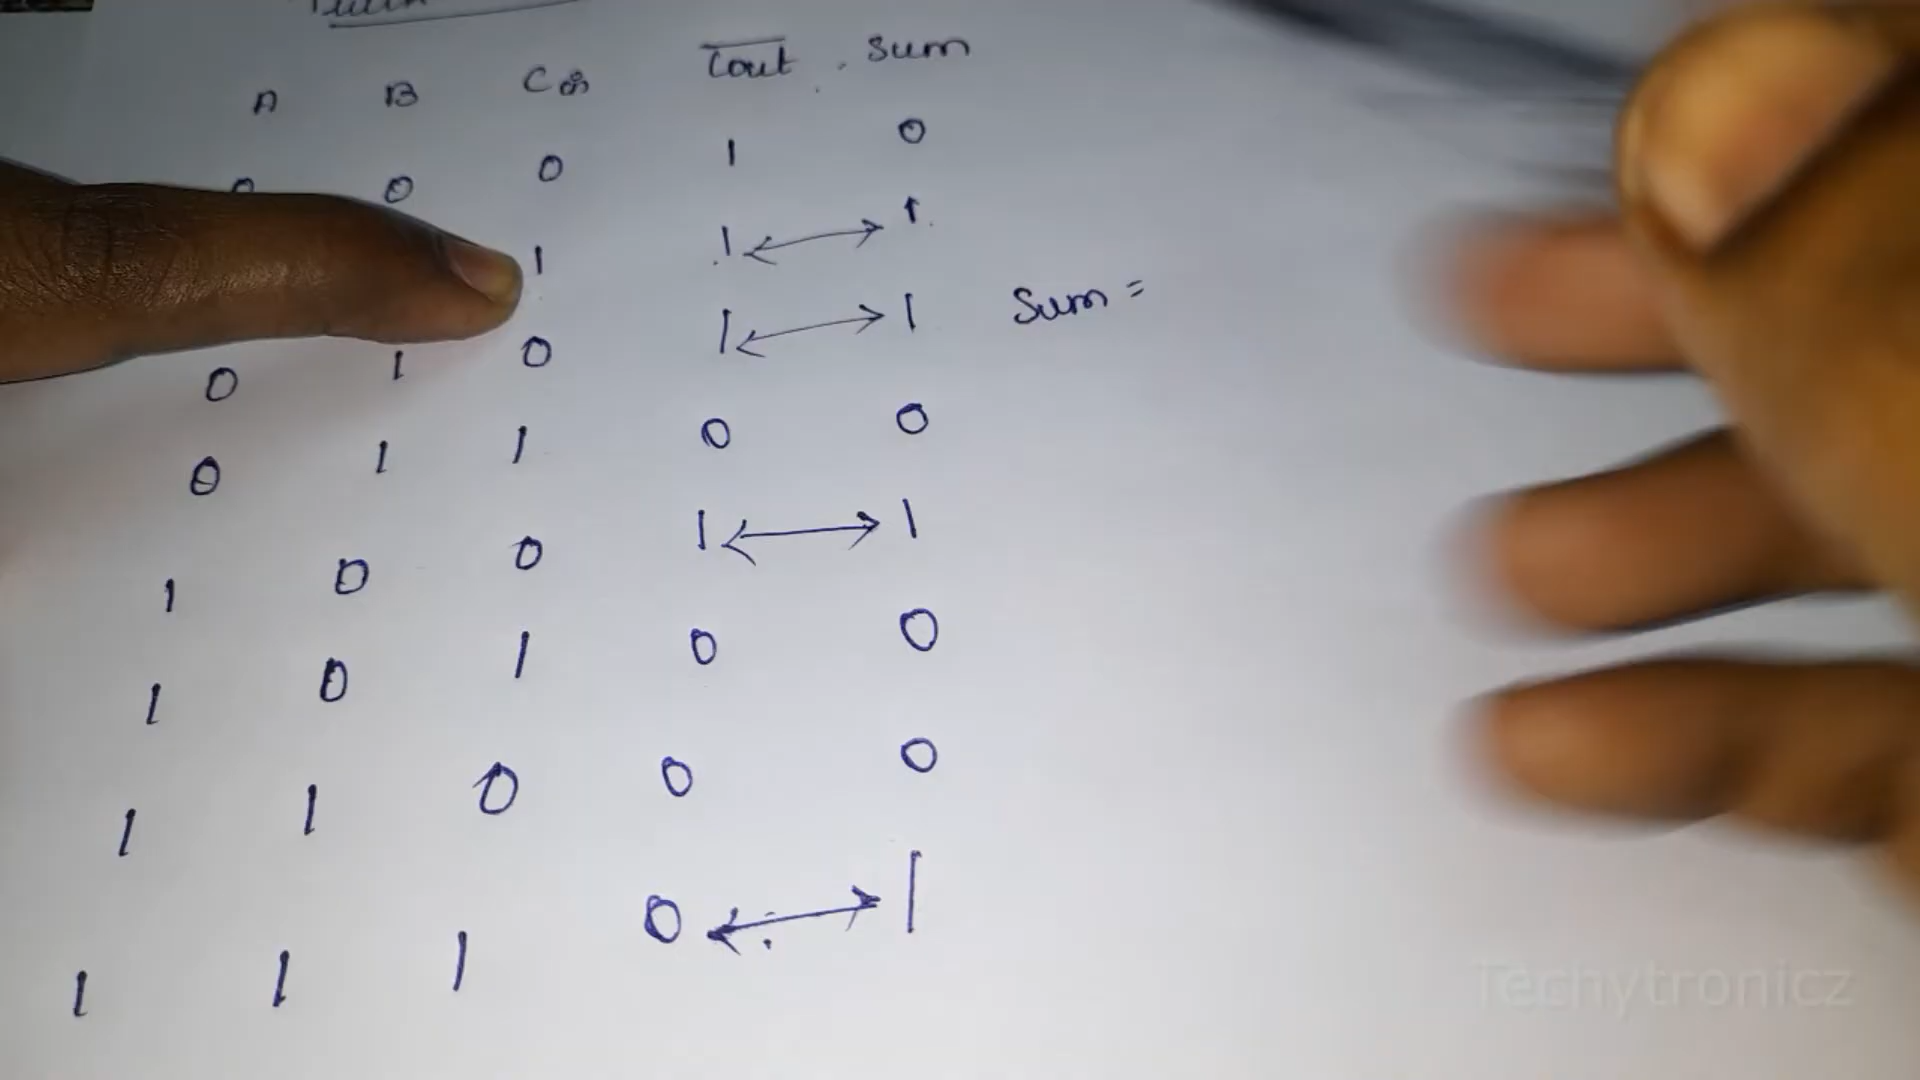 Truth
A B Cin Cout Sum
0 0 0 1 0
1 1 1
0 1 0 1 1
Sum =
0 1 1 0 0
1 0 0 1 1
1 0 1 0 0
1 1 0 0 0
1 1 1 0 1
Techytronicz